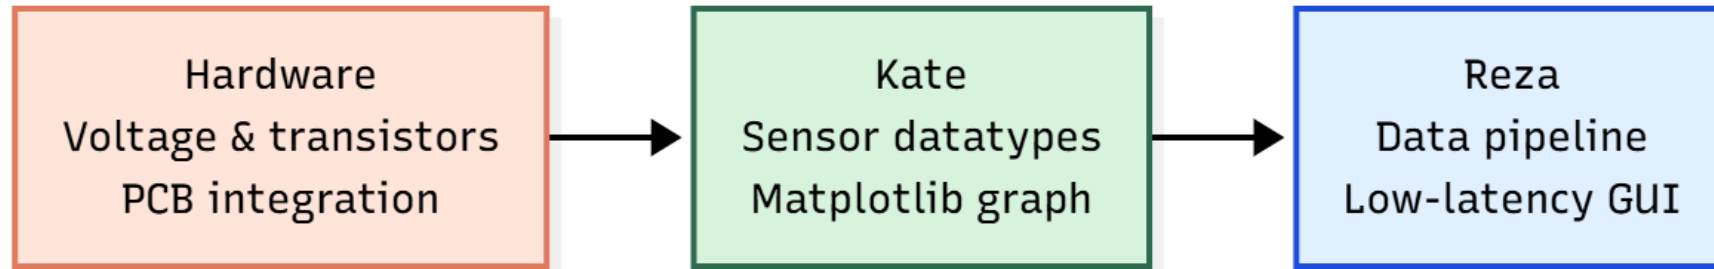 Hardware
Voltage & transistors
PCB integration
Kate
Sensor datatypes
Matplotlib graph
Reza
Data pipeline
Low-latency GUI